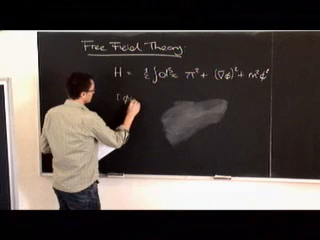 Free Field Theory:
H = ½ ∫ d³x π² + (∇φ)² + m²φ²
[ φ